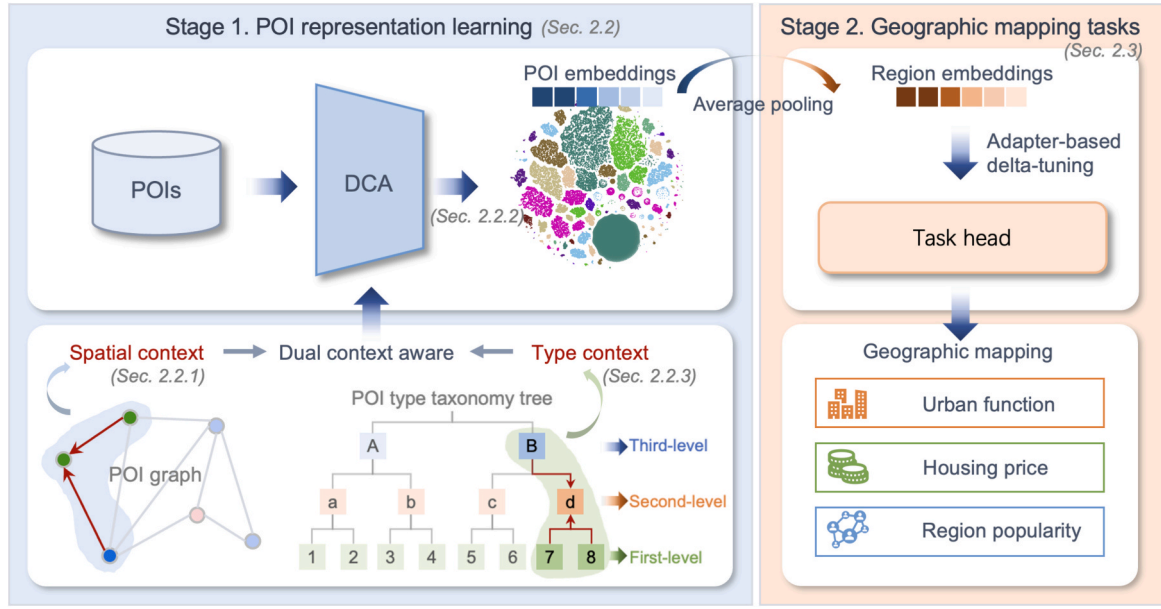 Stage 1. POI representation learning (Sec. 2.2)
POIs
DCA
(Sec. 2.2.2)
POI embeddings
Average pooling
Spatial context
(Sec. 2.2.1)
Dual context aware
Type context
(Sec. 2.2.3)
POI graph
POI type taxonomy tree
A B Third-level
a b c d Second-level
1 2 3 4 5 6 7 8 First-level
Stage 2. Geographic mapping tasks
(Sec. 2.3)
Region embeddings
Adapter-based
delta-tuning
Task head
Geographic mapping
Urban function
Housing price
Region popularity